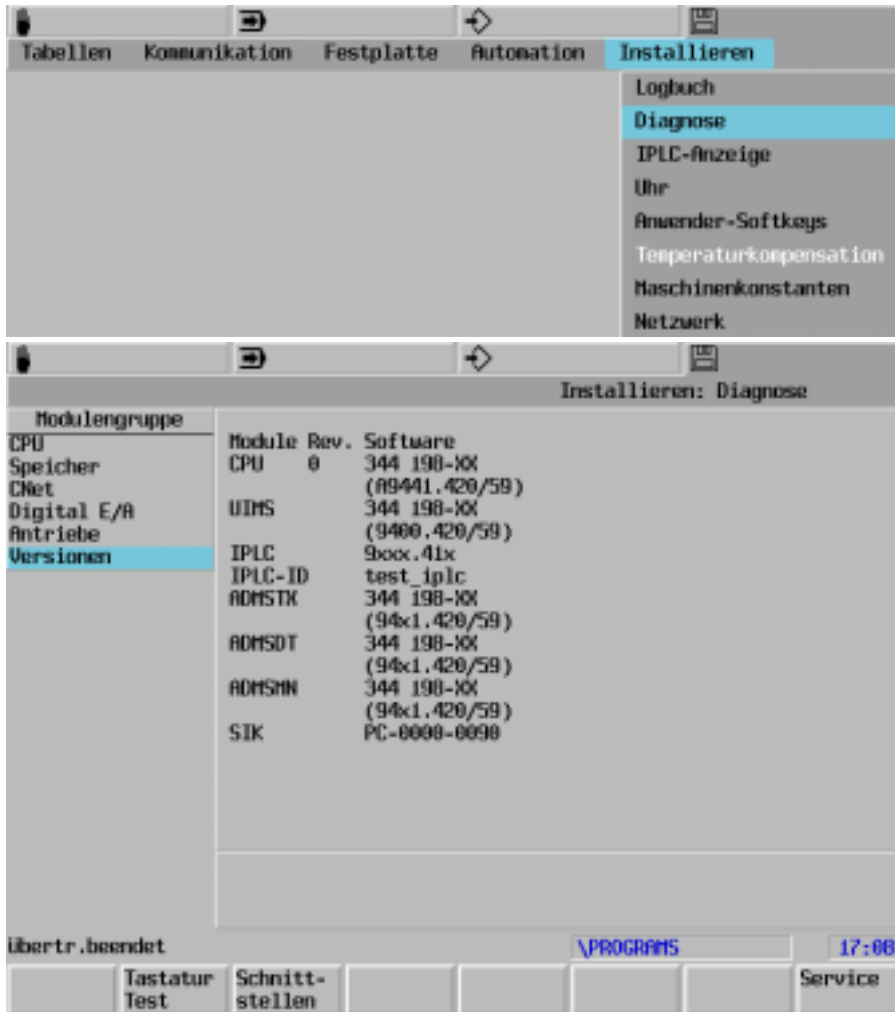 Tabellen Kommunikation Festplatte Automation Installieren
Logbuch
Diagnose
IPLC-Anzeige
Uhr
Anwender-Softkeys
Temperaturkompensation
Maschinenkonstanten
Netzwerk
Installieren: Diagnose
Modulengruppe
CPU
Speicher
CNet
Digital E/A
Antriebe
Versionen
Module Rev. Software
CPU 0 344 198-XX
(A9441.420/59)
UIMS 344 198-XX
(9400.420/59)
IPLC 9xxx.41x
IPLC-ID test_iplc
ADMSTX 344 198-XX
(94x1.420/59)
ADMSDT 344 198-XX
(94x1.420/59)
ADMSMN 344 198-XX
(94x1.420/59)
SIK PC-0000-0090
übertr.beendet \PROGRAMS 17:08
Tastatur Test
Schnitt-stellen
Service